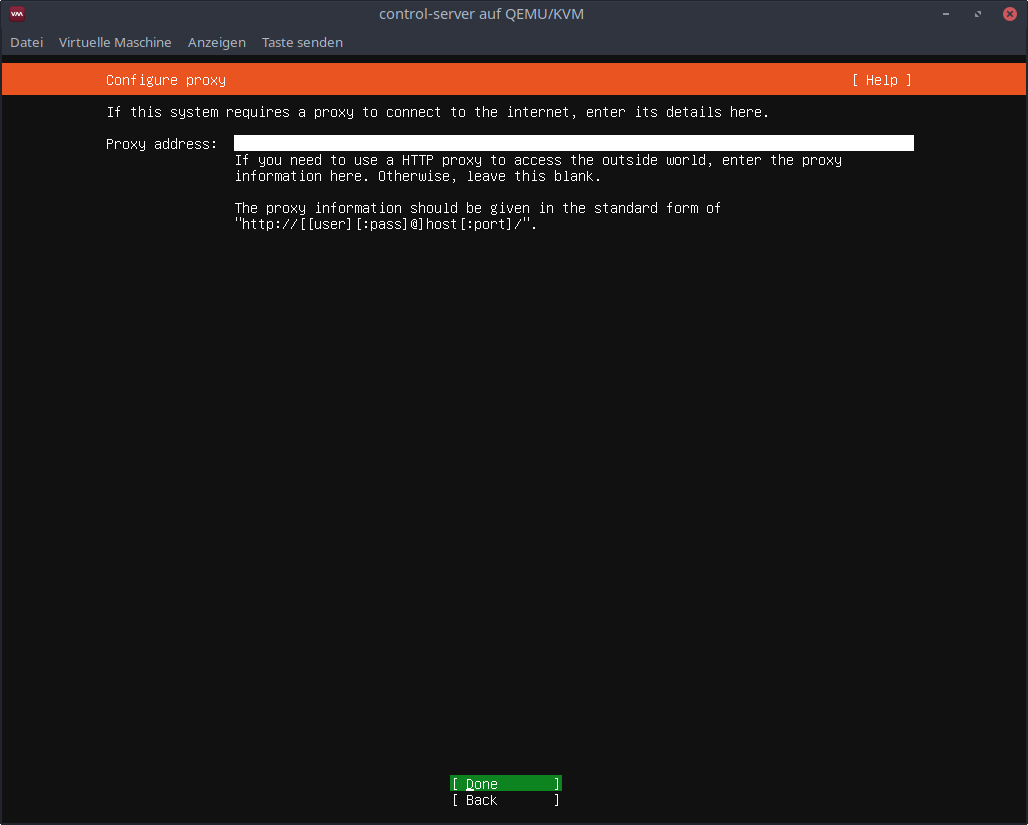 control-server auf QEMU/KVM
Datei Virtuelle Maschine Anzeigen Taste senden
Configure proxy [ Help ]
If this system requires a proxy to connect to the internet, enter its details here.
Proxy address:
If you need to use a HTTP proxy to access the outside world, enter the proxy
information here. Otherwise, leave this blank.
The proxy information should be given in the standard form of
"http://[[user][:pass]@]host[:port]/".
[ Done ]
[ Back ]